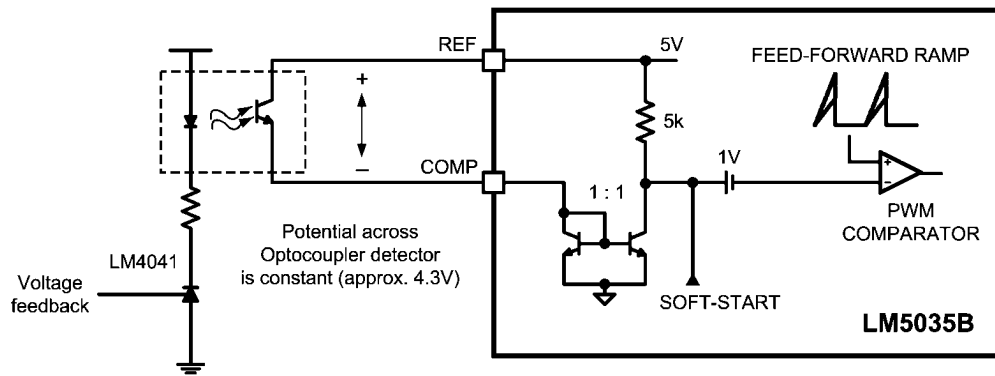 REF
5V
FEED-FORWARD RAMP
+
5k
+
–
COMP
1 : 1
1V
+
–
PWM
COMPARATOR
Potential across
Optocoupler detector
is constant (approx. 4.3V)
LM4041
Voltage
feedback
SOFT-START
LM5035B